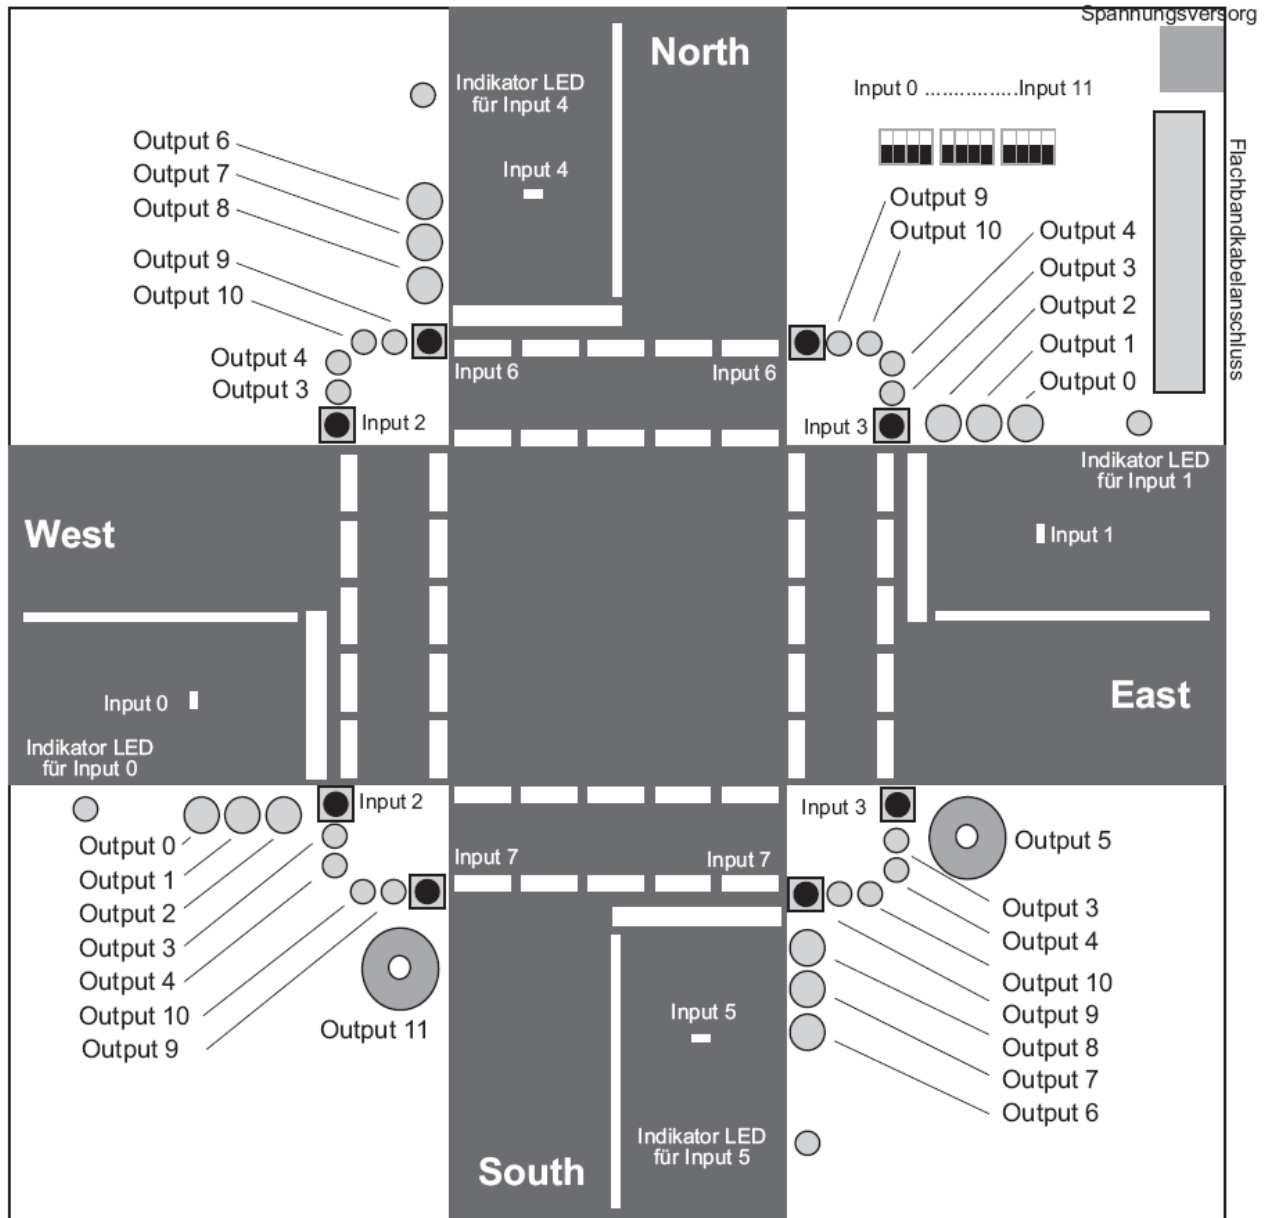 Spannungsversorg
North
Indikator LED
für Input 4
Input 4
Input 0 ................Input 11
Flachbandkabelanschluss
Output 6
Output 7
Output 8
Output 9
Output 10
Output 4
Output 3
Input 2
Input 6
Input 6
Output 9
Output 10
Output 4
Output 3
Output 2
Output 1
Output 0
Input 3
Indikator LED
für Input 1
Input 1
West
East
Input 0
Indikator LED
für Input 0
Input 2
Output 0
Output 1
Output 2
Output 3
Output 4
Output 10
Output 9
Output 11
Input 7
Input 7
Input 3
Output 5
Output 3
Output 4
Output 10
Output 9
Output 8
Output 7
Output 6
Input 5
Indikator LED
für Input 5
South